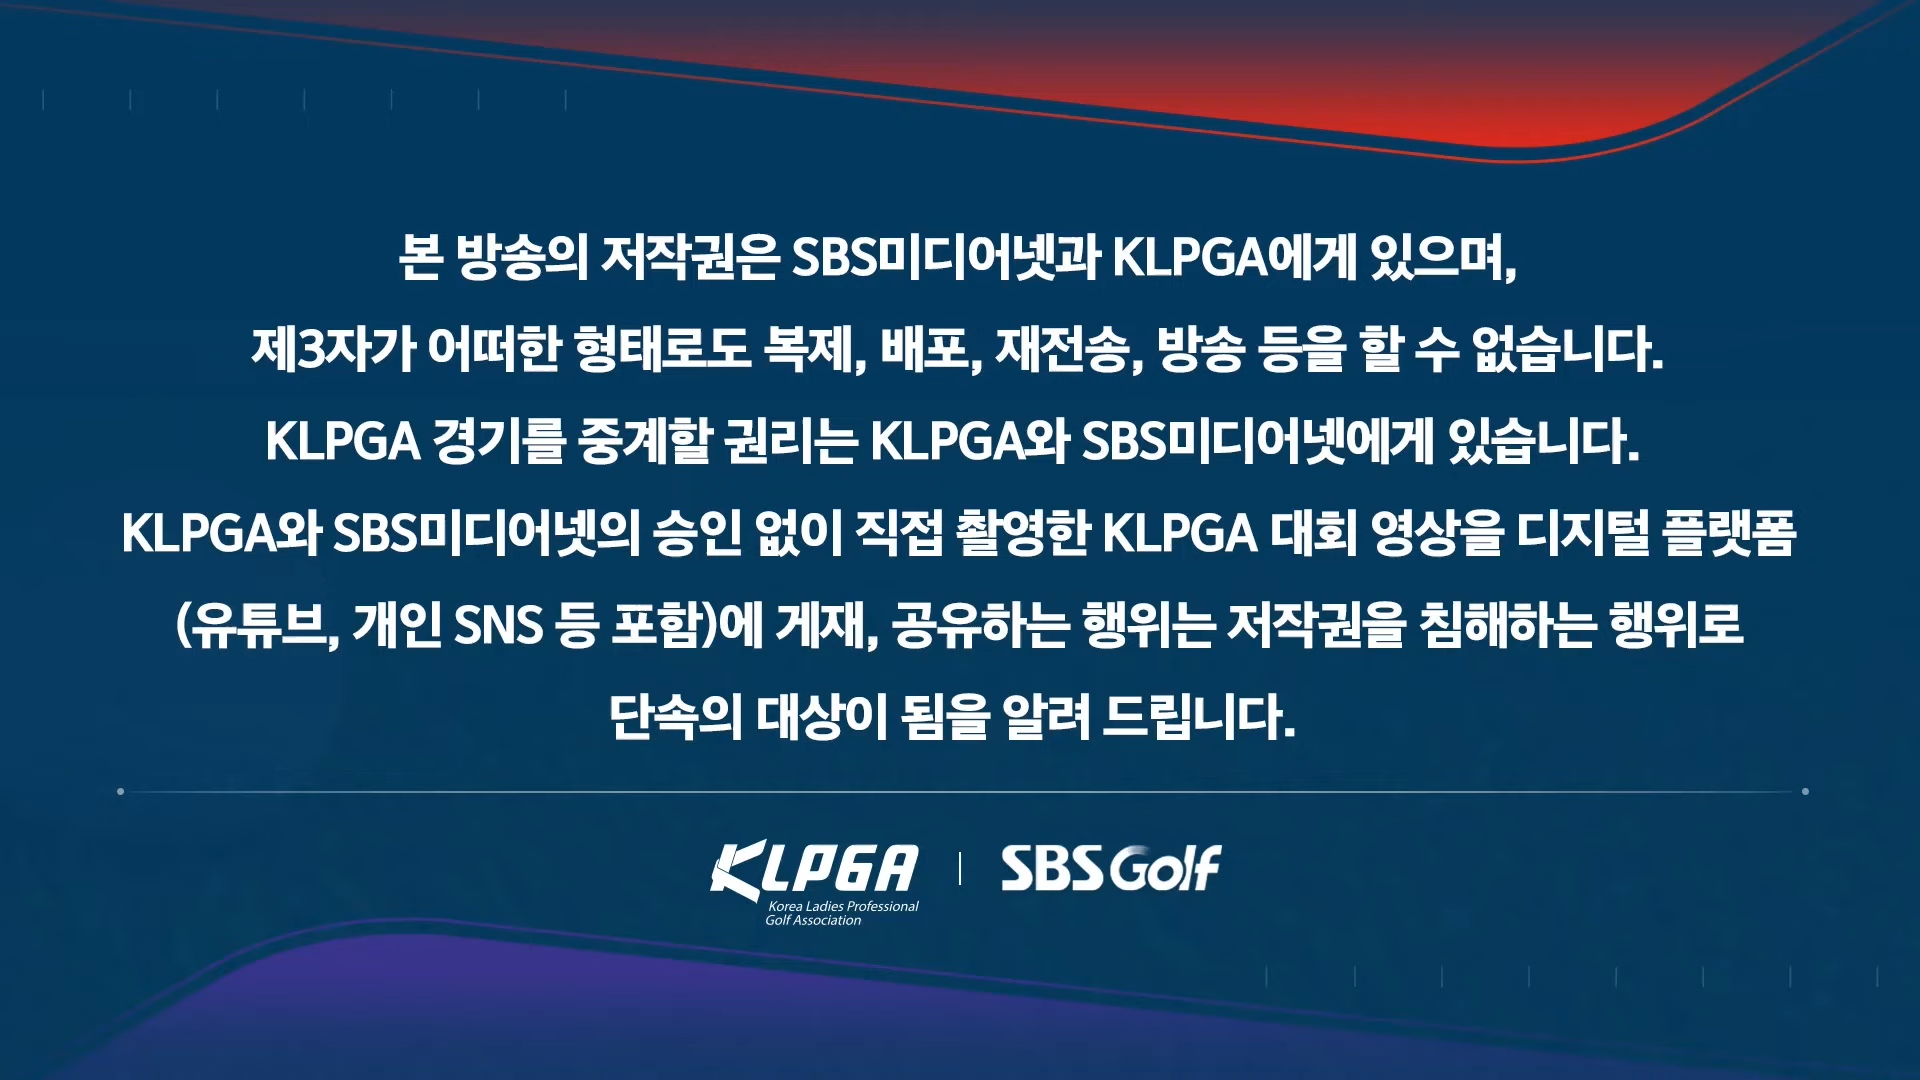 본 방송의 저작권은 SBS미디어넷과 KLPGA에게 있으며,
제3자가 어떠한 형태로도 복제, 배포, 재전송, 방송 등을 할 수 없습니다.
KLPGA 경기를 중계할 권리는 KLPGA와 SBS미디어넷에게 있습니다.
KLPGA와 SBS미디어넷의 승인 없이 직접 촬영한 KLPGA 대회 영상을 디지털 플랫폼
(유튜브, 개인 SNS 등 포함)에 게재, 공유하는 행위는 저작권을 침해하는 행위로
단속의 대상이 됨을 알려 드립니다.
KLPGA
Korea Ladies Professional
Golf Association
SBS Golf